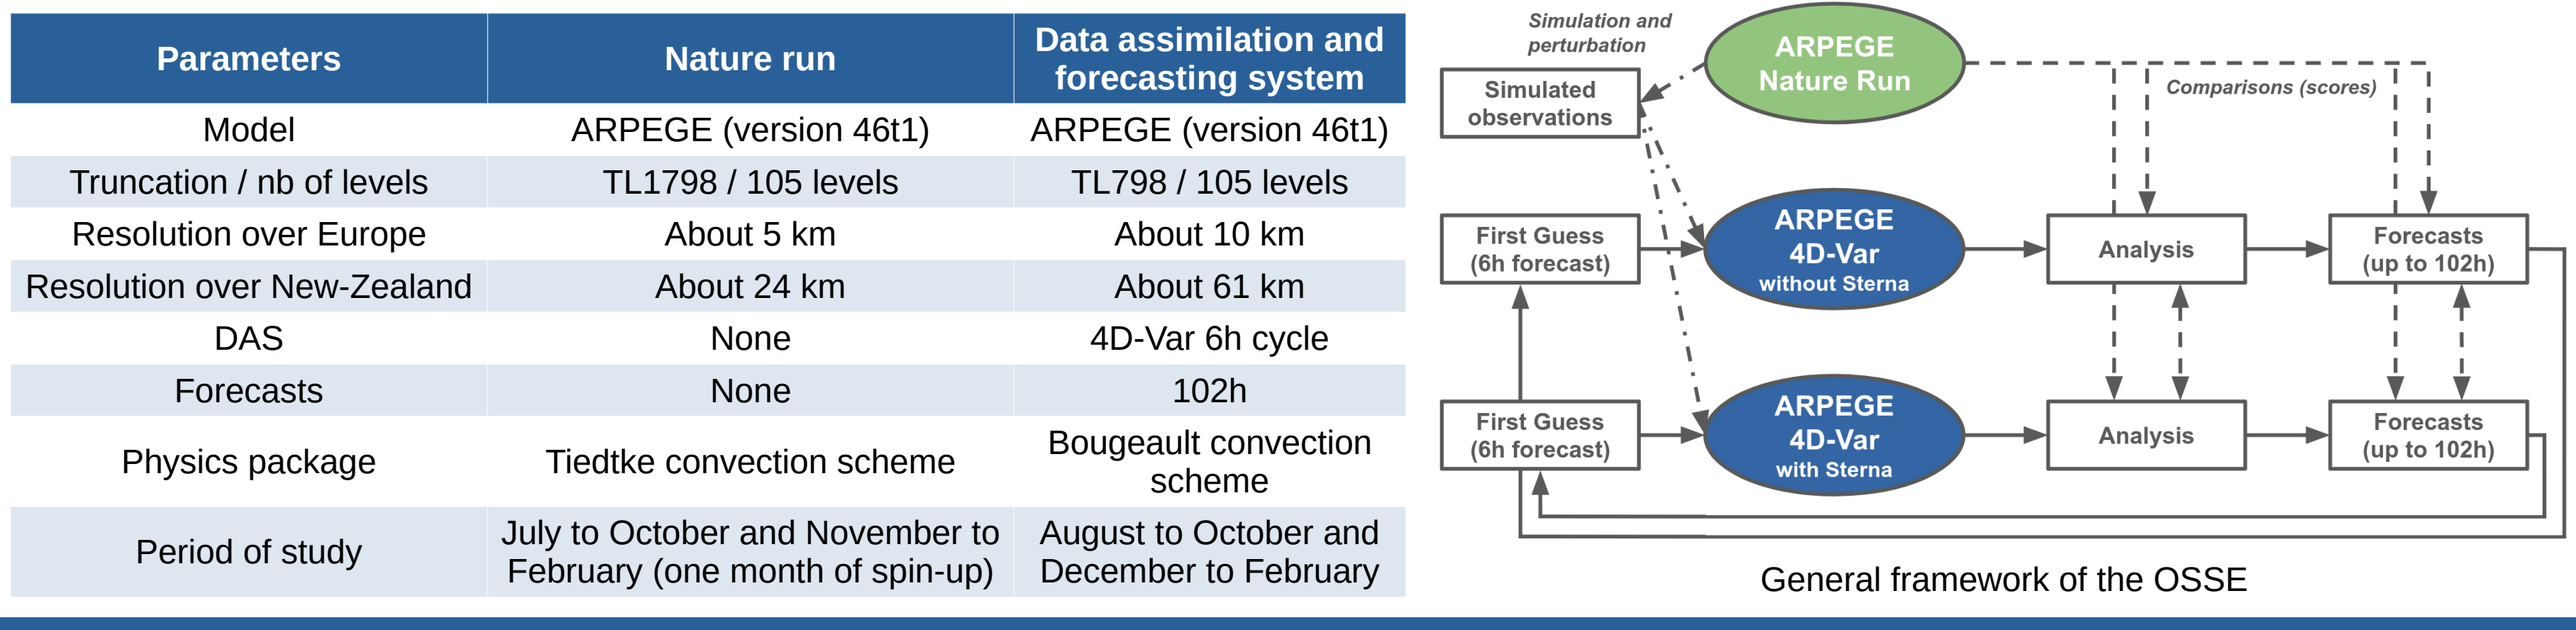 Parameters
Nature run
Data assimilation and
forecasting system
Model
ARPEGE (version 46t1)
ARPEGE (version 46t1)
Truncation / nb of levels
TL1798 / 105 levels
TL798 / 105 levels
Resolution over Europe
About 5 km
About 10 km
Resolution over New-Zealand
About 24 km
About 61 km
DAS
None
4D-Var 6h cycle
Forecasts
None
102h
Physics package
Tiedtke convection scheme
Bougeault convection
scheme
Period of study
July to October and November to
February (one month of spin-up)
August to October and
December to February
Simulation and
perturbation
ARPEGE
Nature Run
Simulated
observations
Comparisons (scores)
First Guess
(6h forecast)
ARPEGE
4D-Var
without Sterna
Analysis
Forecasts
(up to 102h)
First Guess
(6h forecast)
ARPEGE
4D-Var
with Sterna
Analysis
Forecasts
(up to 102h)
General framework of the OSSE